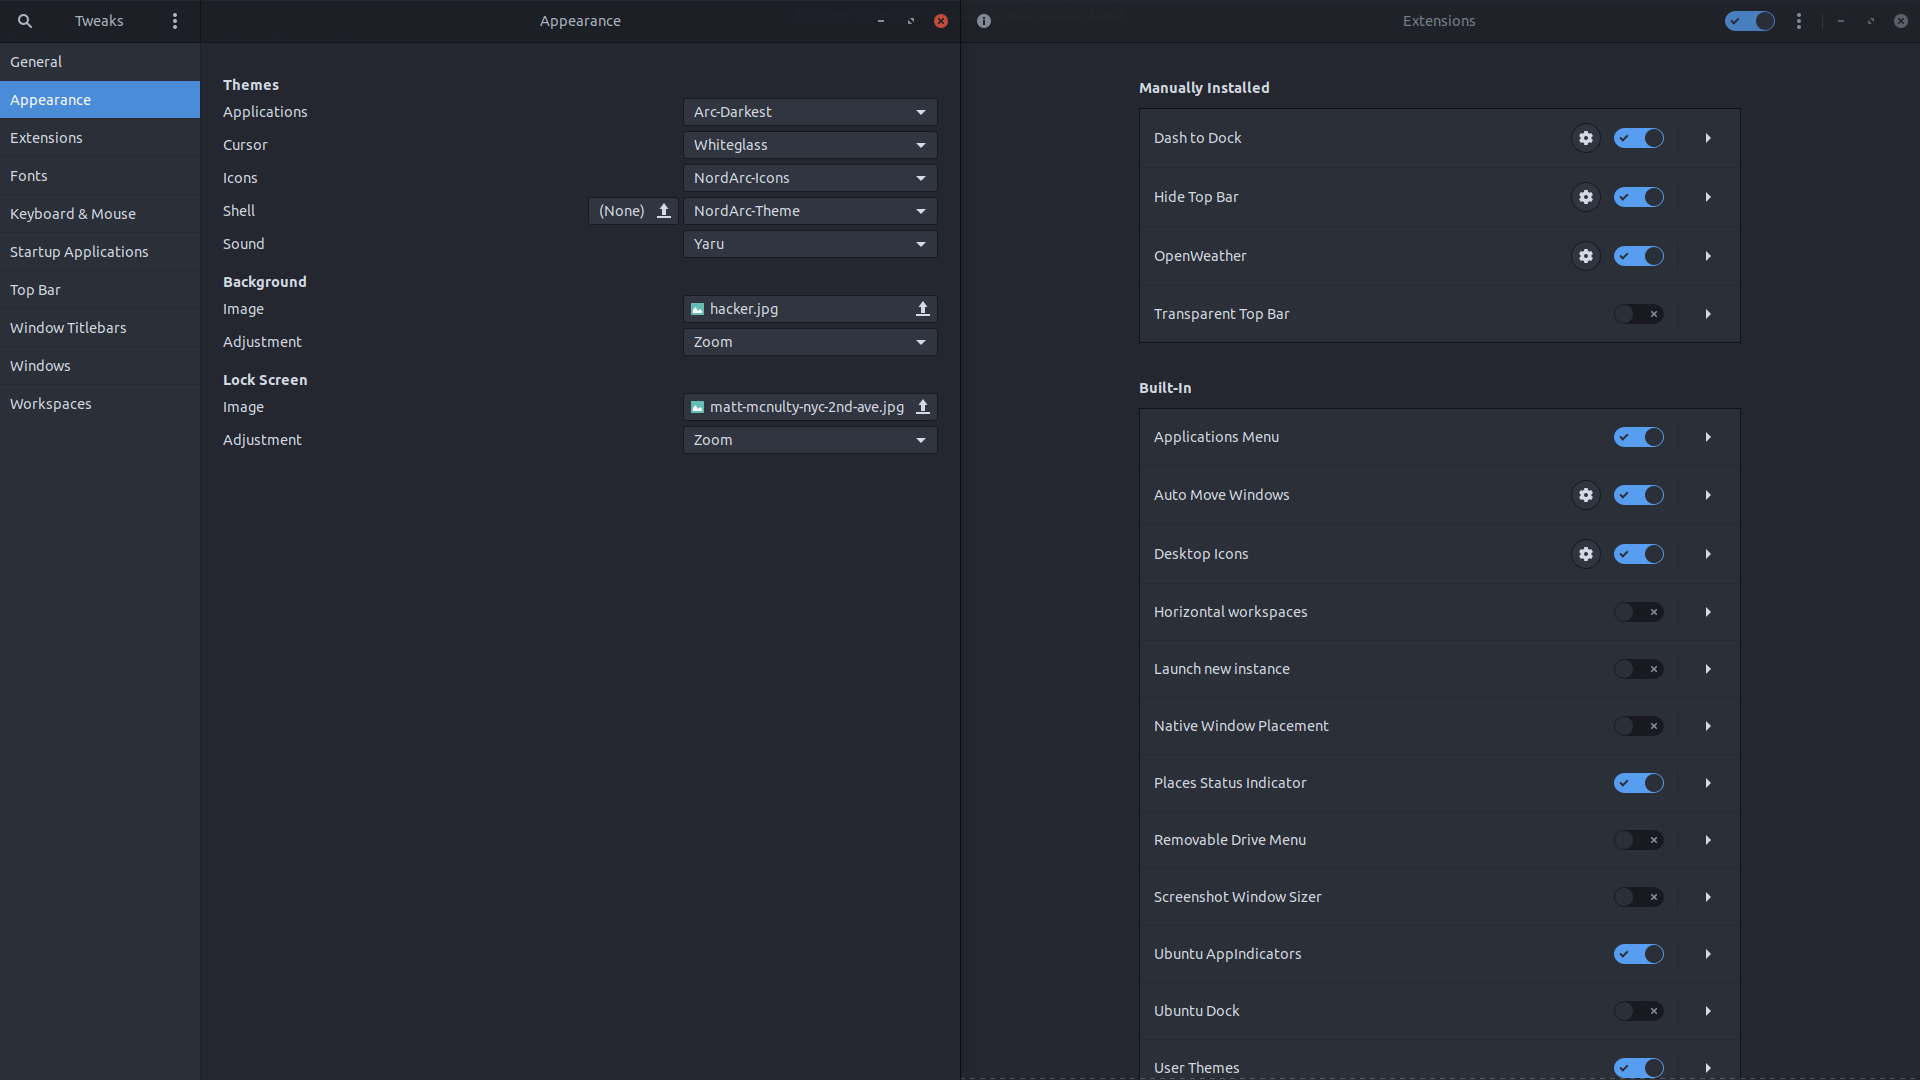 Tweaks
Appearance
Extensions
General
Appearance
Extensions
Fonts
Keyboard & Mouse
Startup Applications
Top Bar
Window Titlebars
Windows
Workspaces
Themes
Applications
Arc-Darkest
Cursor
Whiteglass
Icons
NordArc-Icons
Shell
(None)
NordArc-Theme
Sound
Yaru
Background
Image
hacker.jpg
Adjustment
Zoom
Lock Screen
Image
matt-mcnulty-nyc-2nd-ave.jpg
Adjustment
Zoom
Manually Installed
Dash to Dock
Hide Top Bar
OpenWeather
Transparent Top Bar
Built-In
Applications Menu
Auto Move Windows
Desktop Icons
Horizontal workspaces
Launch new instance
Native Window Placement
Places Status Indicator
Removable Drive Menu
Screenshot Window Sizer
Ubuntu AppIndicators
Ubuntu Dock
User Themes